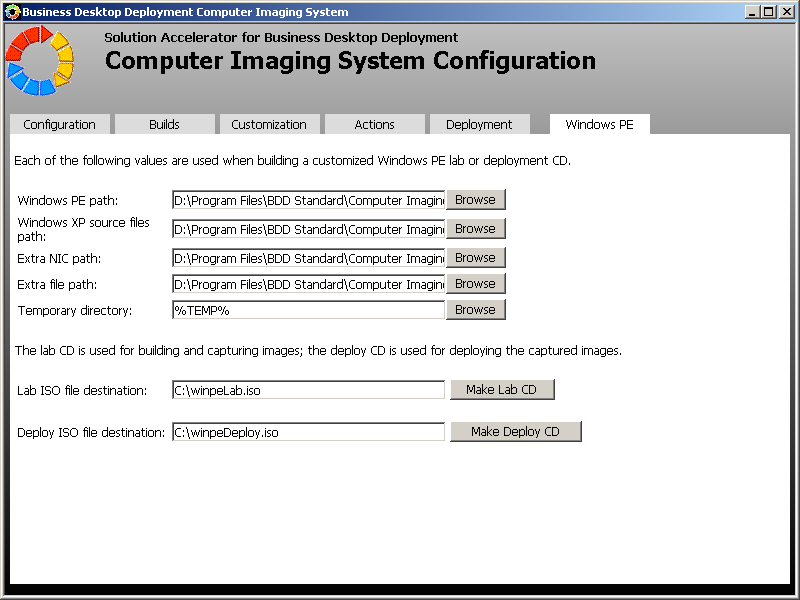 Business Desktop Deployment Computer Imaging System
Solution Accelerator for Business Desktop Deployment
Computer Imaging System Configuration
Configuration Builds Customization Actions Deployment Windows PE
Each of the following values are used when building a customized Windows PE lab or deployment CD.
Windows PE path: D:\Program Files\BDD Standard\Computer Imagin Browse
Windows XP source files
path: D:\Program Files\BDD Standard\Computer Imagin Browse
Extra NIC path: D:\Program Files\BDD Standard\Computer Imagin Browse
Extra file path: D:\Program Files\BDD Standard\Computer Imagin Browse
Temporary directory: %TEMP% Browse
The lab CD is used for building and capturing images; the deploy CD is used for deploying the captured images.
Lab ISO file destination: C:\winpeLab.iso Make Lab CD
Deploy ISO file destination: C:\winpeDeploy.iso Make Deploy CD